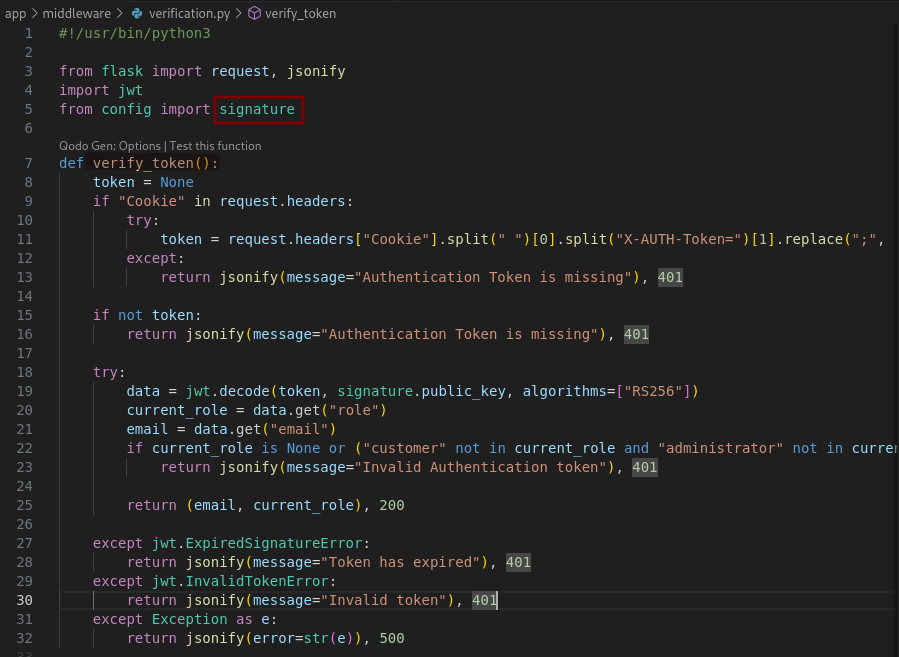 app > middleware > verification.py > verify_token
1 #!/usr/bin/python3
2
3 from flask import request, jsonify
4 import jwt
5 from config import signature
6
Qodo Gen: Options | Test this function
7 def verify_token():
8     token = None
9     if "Cookie" in request.headers:
10         try:
11             token = request.headers["Cookie"].split(" ")[0].split("X-AUTH-Token=")[1].replace(";",
12         except:
13             return jsonify(message="Authentication Token is missing"), 401
14
15     if not token:
16         return jsonify(message="Authentication Token is missing"), 401
17
18     try:
19         data = jwt.decode(token, signature.public_key, algorithms=["RS256"])
20         current_role = data.get("role")
21         email = data.get("email")
22         if current_role is None or ("customer" not in current_role and "administrator" not in curre
23             return jsonify(message="Invalid Authentication token"), 401
24
25         return (email, current_role), 200
26
27     except jwt.ExpiredSignatureError:
28         return jsonify(message="Token has expired"), 401
29     except jwt.InvalidTokenError:
30         return jsonify(message="Invalid token"), 401
31     except Exception as e:
32         return jsonify(error=str(e)), 500
33